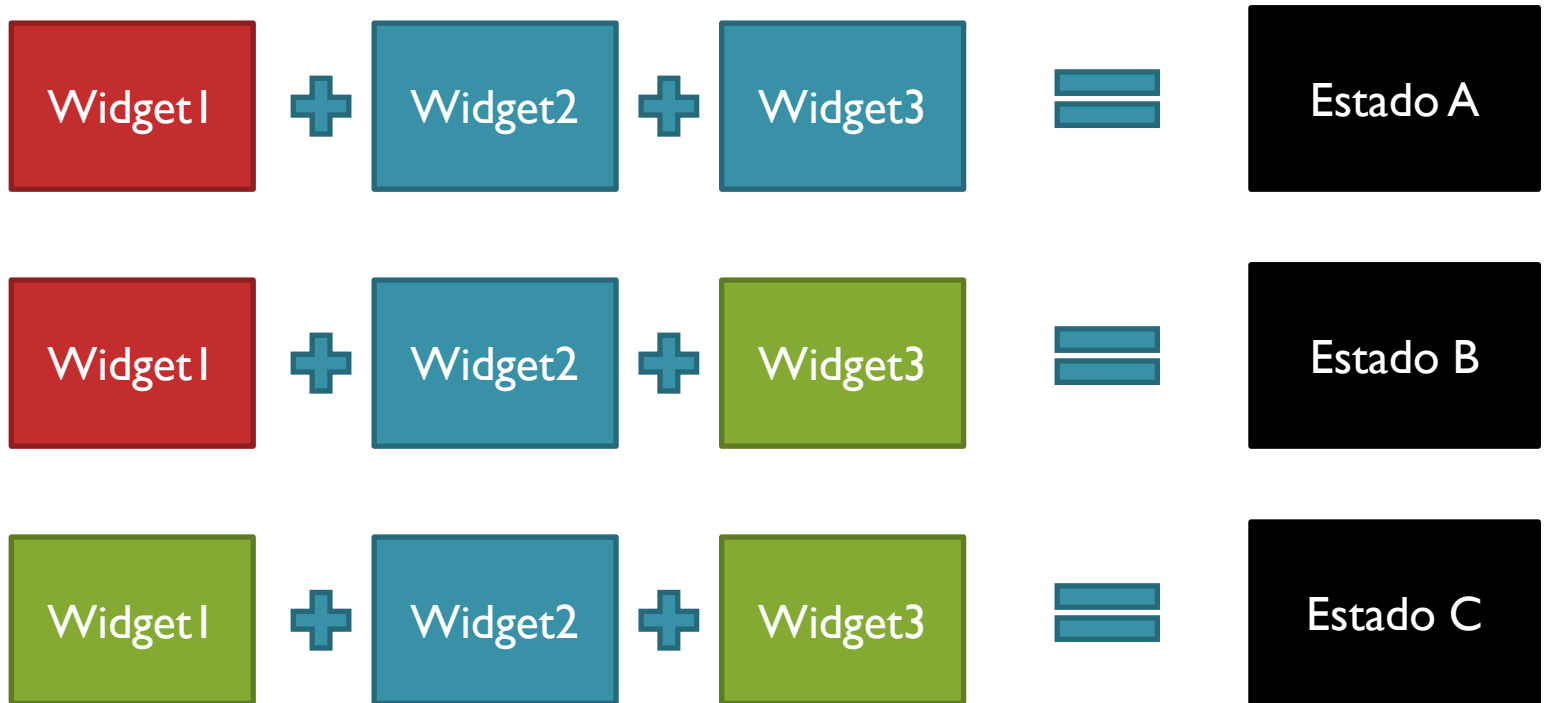 Widget1
Widget2
Widget3
Estado A
Widget1
Widget2
Widget3
Estado B
Widget1
Widget2
Widget3
Estado C